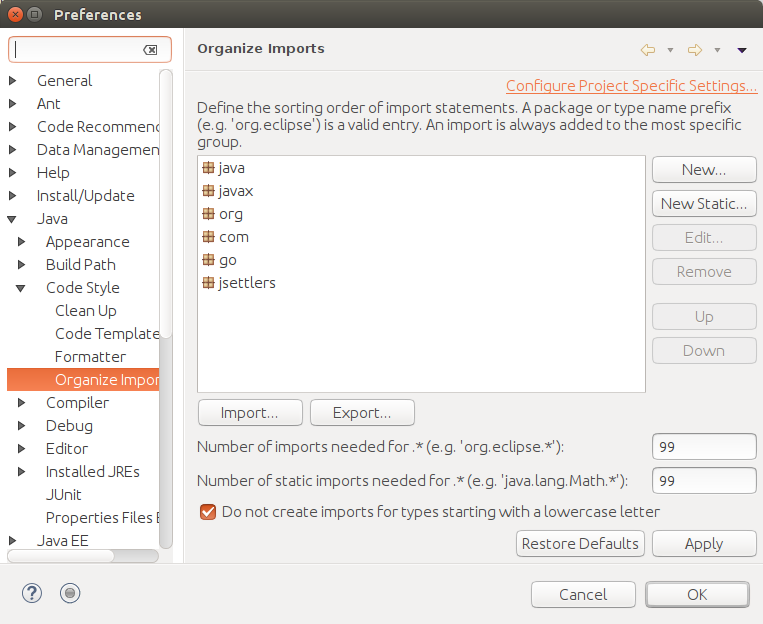 Preferences
General
Ant
Code Recommend
Data Managemen
Help
Install/Update
Java
Appearance
Build Path
Code Style
Clean Up
Code Template
Formatter
Organize Impor
Compiler
Debug
Editor
Installed JREs
JUnit
Properties Files E
Java EE
Organize Imports
Configure Project Specific Settings...
Define the sorting order of import statements. A package or type name prefix
(e.g. 'org.eclipse') is a valid entry. An import is always added to the most specific
group.
java
javax
org
com
go
jsettlers
New...
New Static...
Edit...
Remove
Up
Down
Import...
Export...
Number of imports needed for .* (e.g. 'org.eclipse.*'):
99
Number of static imports needed for .* (e.g. 'java.lang.Math.*'):
99
Do not create imports for types starting with a lowercase letter
Restore Defaults
Apply
?
Cancel
OK